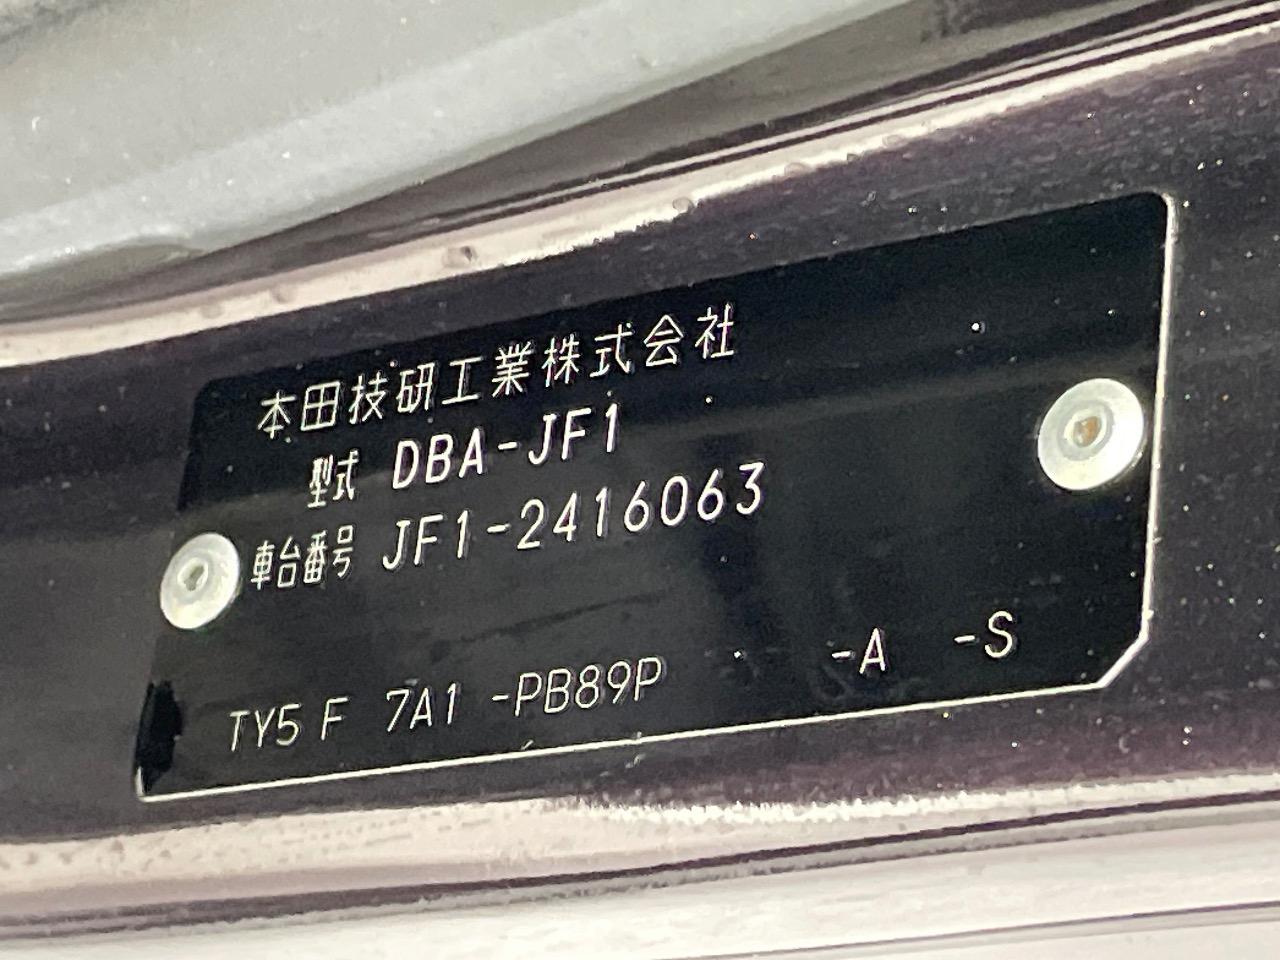 本田技研工業株式会社
型式 DBA-JF1
車台番号 JF1-2416063
TY5 F 7A1 -PB89P -A -S